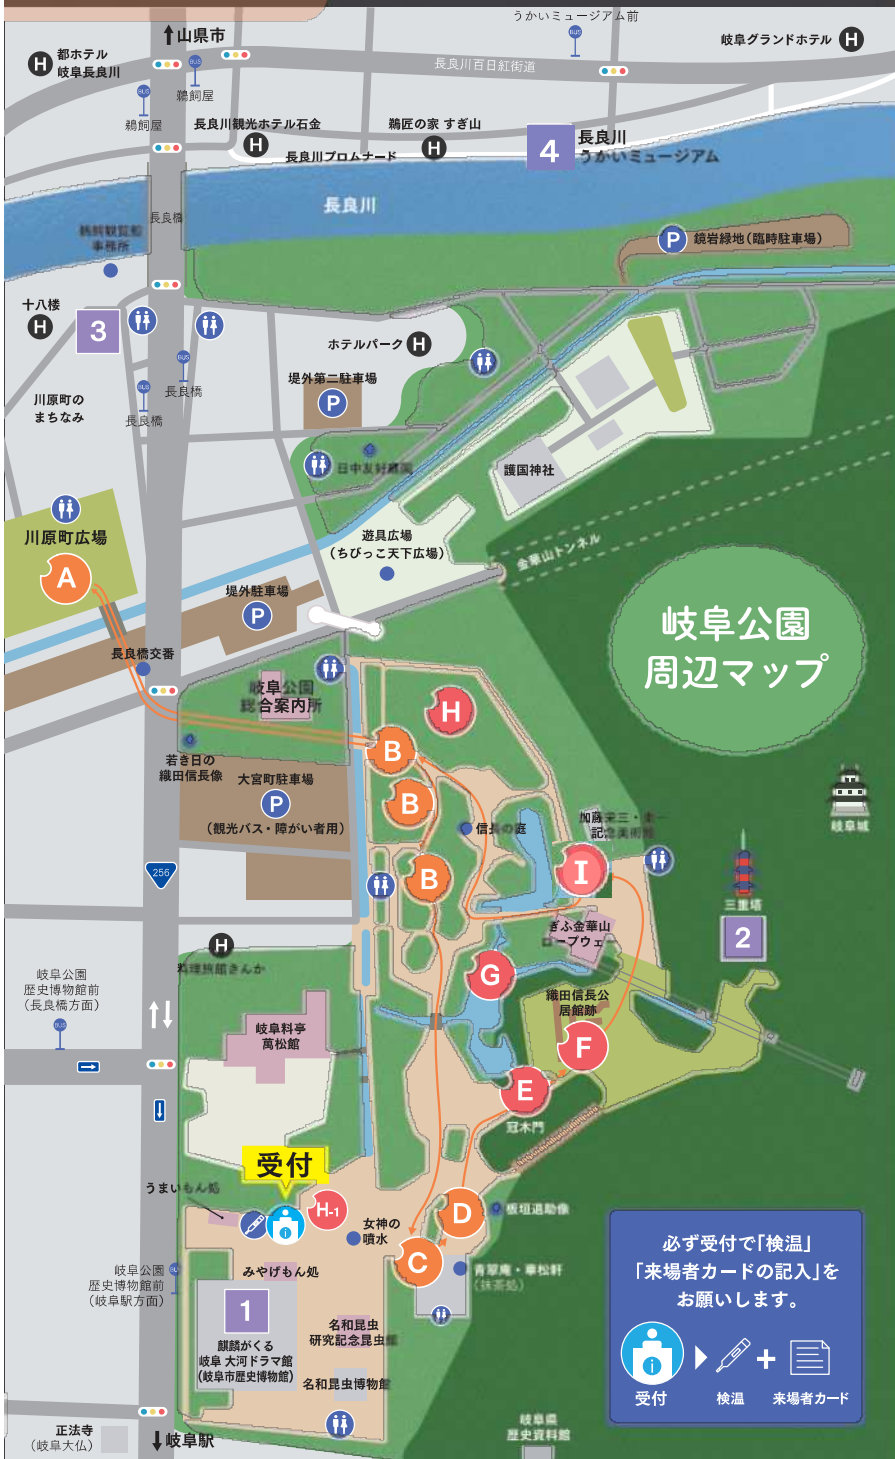 うかいミュージアム前
山県市
岐阜グランドホテル
H
H
都ホテル
岐阜長良川
BUS
長良川百日紅街道
BUS
鵜飼屋
BUS
鵜飼屋
長良川観光ホテル石金
H
鵜匠の家 すぎ山
H
長良川プロムナード
4
長良川
うかいミュージアム
長良川
長良橋
鵜飼観覧船
事務所
P
鏡岩緑地(臨時駐車場)
十八楼
H
3
ホテルパーク
H
堤外第二駐車場
P
BUS
長良橋
BUS
長良橋
川原町の
まちなみ
日中友好庭園
護国神社
川原町広場
A
遊具広場
(ちびっこ天下広場)
金華山トンネル
堤外駐車場
P
岐阜公園
周辺マップ
長良橋交番
岐阜公園
総合案内所
H
B
若き日の
織田信長像
大宮町駐車場
P
(観光バス・障がい者用)
B
信長の庭
加藤栄三・東一
記念美術館
岐阜城
B
I
256
三重塔
2
ぎふ金華山
ロープウェー
H
料理旅館きんか
G
岐阜公園
歴史博物館前
(長良橋方面)
BUS
織田信長公
居館跡
岐阜料亭
萬松館
F
E
冠木門
受付
うまいもん処
H-1
女神の
噴水
D
板垣退助像
C
青翠庵・華松軒
(抹茶処)
岐阜公園
歴史博物館前
(岐阜駅方面)
みやげもん処
1
麒麟がくる
岐阜 大河ドラマ館
(岐阜市歴史博物館)
名和昆虫
研究記念昆虫館
名和昆虫博物館
必ず受付で「検温」
「来場者カードの記入」を
お願いします。
受付
検温
+
来場者カード
正法寺
(岐阜大仏)
岐阜駅
岐阜県
歴史資料館